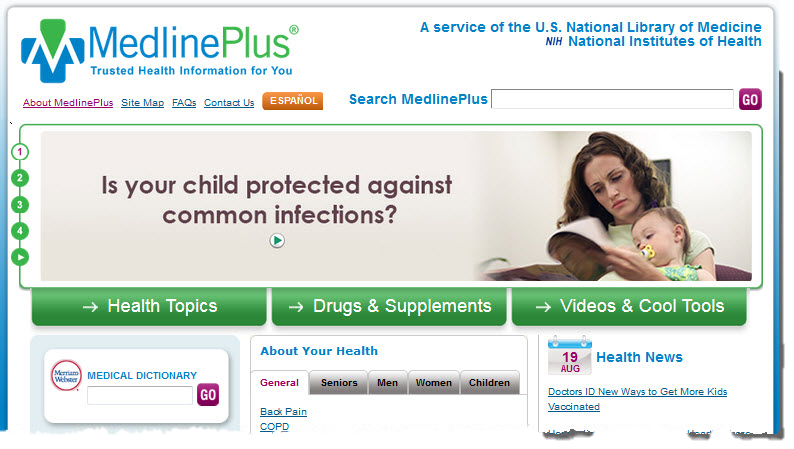 MedlinePlus®
Trusted Health Information for You
A service of the U.S. National Library of Medicine
NIH National Institutes of Health
About MedlinePlus Site Map FAQs Contact Us ESPAÑOL
Search MedlinePlus GO
1
2
3
4
Is your child protected against
common infections?
→ Health Topics
→ Drugs & Supplements
→ Videos & Cool Tools
Merriam-
Webster
MEDICAL DICTIONARY
GO
About Your Health
General Seniors Men Women Children
Back Pain
COPD
19
AUG
Health News
Doctors ID New Ways to Get More Kids
Vaccinated